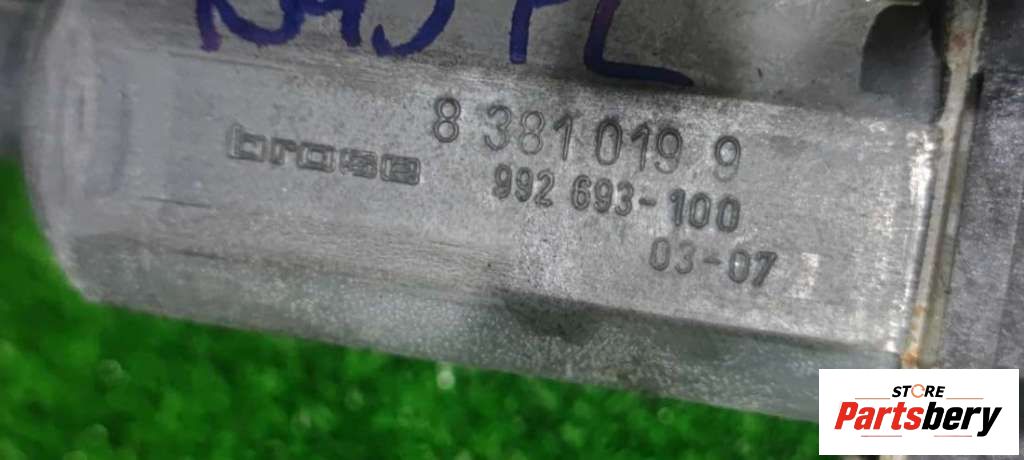 brose
8 381 019 9
992 693-100
03-07
STORE
Partsbery